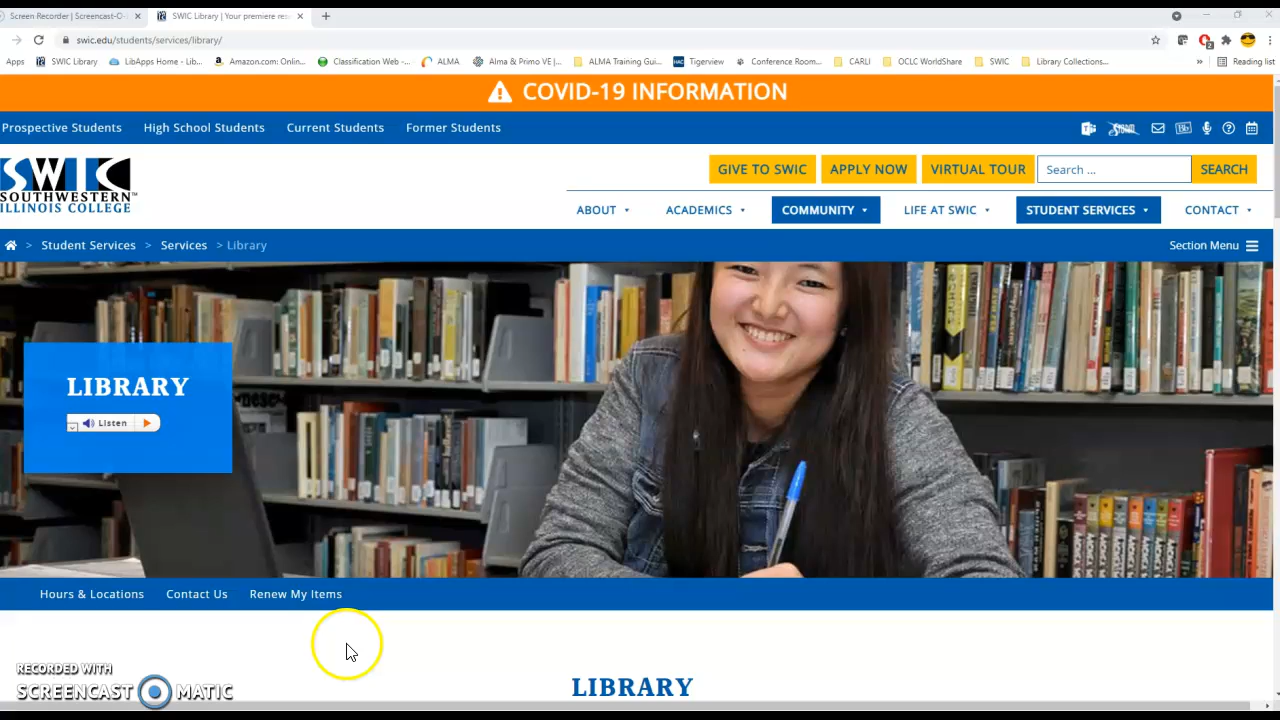 Screen Recorder | Screencast-O-
SWIC Library | Your premiere res
swic.edu/students/services/library/
Apps SWIC Library LibApps Home - Lib... Amazon.com: Onlin... Classification Web -... ALMA Alma & Primo VE |... ALMA Training Gui... Tigerview Conference Room... CARLI OCLC WorldShare SWIC Library Collections... » Reading list
COVID-19 INFORMATION
Prospective Students High School Students Current Students Former Students
SWIC
SOUTHWESTERN
ILLINOIS COLLEGE
GIVE TO SWIC APPLY NOW VIRTUAL TOUR Search ... SEARCH
ABOUT ACADEMICS COMMUNITY LIFE AT SWIC STUDENT SERVICES CONTACT
> Student Services > Services > Library Section Menu
LIBRARY
Listen
Hours & Locations Contact Us Renew My Items
RECORDED WITH
SCREENCAST MATIC
LIBRARY